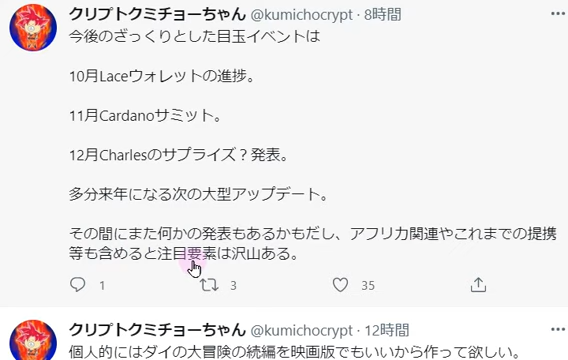 クリプトクミチョーちゃん @kumichocrypt · 8時間
今後のざっくりとした目玉イベントは
10月Laceウォレットの進捗。
11月Cardanoサミット。
12月Charlesのサプライズ？発表。
多分来年になる次の大型アップデート。
その間にまた何かの発表もあるかもだし、アフリカ関連やこれまでの提携
等も含めると注目要素は沢山ある。
1 3 35
クリプトクミチョーちゃん @kumichocrypt · 12時間
個人的にはダイの大冒険の続編を映画版でもいいから作って欲しい。